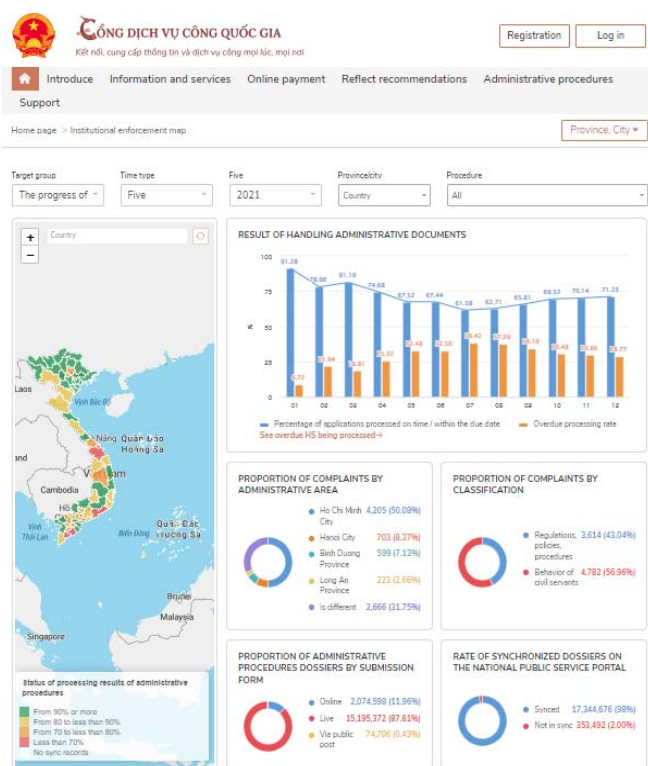 CỔNG DỊCH VỤ CÔNG QUỐC GIA
Kết nối, cung cấp thông tin và dịch vụ công mọi lúc, mọi nơi
Registration
Log in
Introduce
Information and services
Online payment
Reflect recommendations
Administrative procedures
Support
Home page > Institutional enforcement map
Province, City
Target group
Time type
Five
Province/city
Procedure
The progress of
Five
2021
Country
All
+
Country
−
Laos
Vịnh Bắc Bộ
Nẵng Quần Đảo
Hoàng Sa
and
Cambodia
Vịnh
Thái Lan
Biển Đông
Trường Sa
Brunei
Malaysia
Singapore
Status of processing results of administrative
procedures
From 90% or more
From 80 to less than 90%
From 70 to less than 80%
Less than 70%
No sync records
RESULT OF HANDLING ADMINISTRATIVE DOCUMENTS
100
75
%
50
25
0
91.28
81.19
74.68
67.52
67.44
61.58
62.71
65.81
69.52
70.14
71.23
01
02
03
04
05
06
07
08
09
10
11
12
Percentage of applications processed on time / within the due date
Overdue processing rate
See overdue HS being processed→
PROPORTION OF COMPLAINTS BY
ADMINISTRATIVE AREA
Ho Chi Minh 4,205 (50.08%)
City
Hanoi City 703 (8.37%)
Binh Duong 599 (7.13%)
Province
Long An 223 (2.66%)
Province
Is different 2,666 (31.75%)
PROPORTION OF COMPLAINTS BY
CLASSIFICATION
Regulations, 3,614 (43.04%)
policies,
procedures
Behavior of 4,782 (56.96%)
civil servants
PROPORTION OF ADMINISTRATIVE
PROCEDURES DOSSIERS BY SUBMISSION
FORM
Online 2,074,598 (11.96%)
Live 15,195,372 (87.61%)
Via public 74,706 (0.43%)
post
RATE OF SYNCHRONIZED DOSSIERS ON
THE NATIONAL PUBLIC SERVICE PORTAL
Synced 17,344,676 (98%)
Not in sync 353,492 (2.00%)